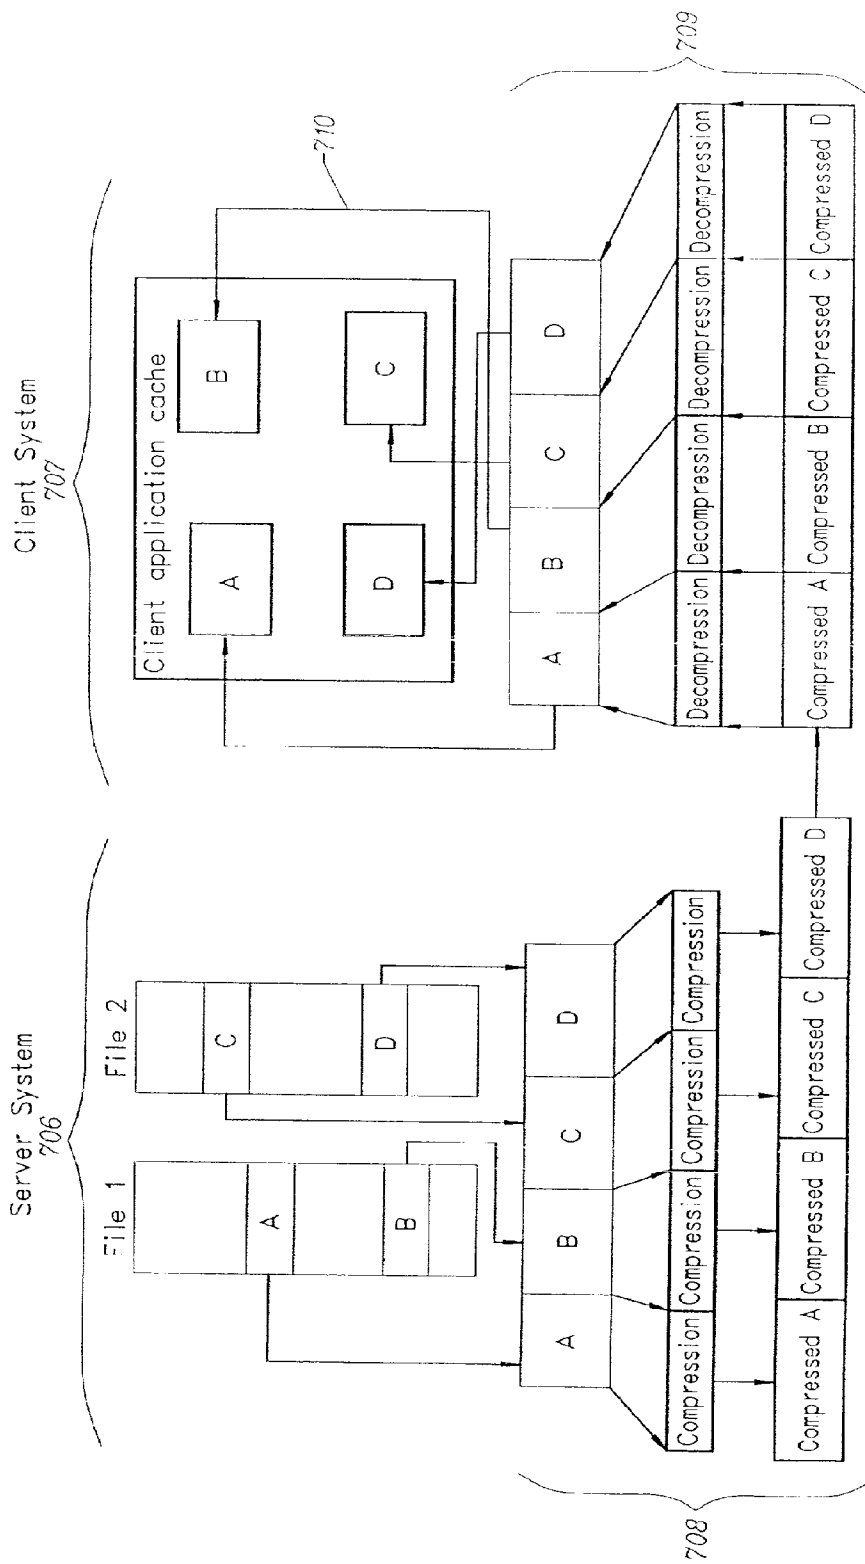 Server System
706
File 1
File 2
A
B
C
D
A
B
C
D
Compression
Compression
Compression
Compression
Compressed A
Compressed B
Compressed C
Compressed D
708
Client System
707
Client application cache
A
B
D
C
710
A
B
C
D
Decompression
Decompression
Decompression
Decompression
Compressed A
Compressed B
Compressed C
Compressed D
709